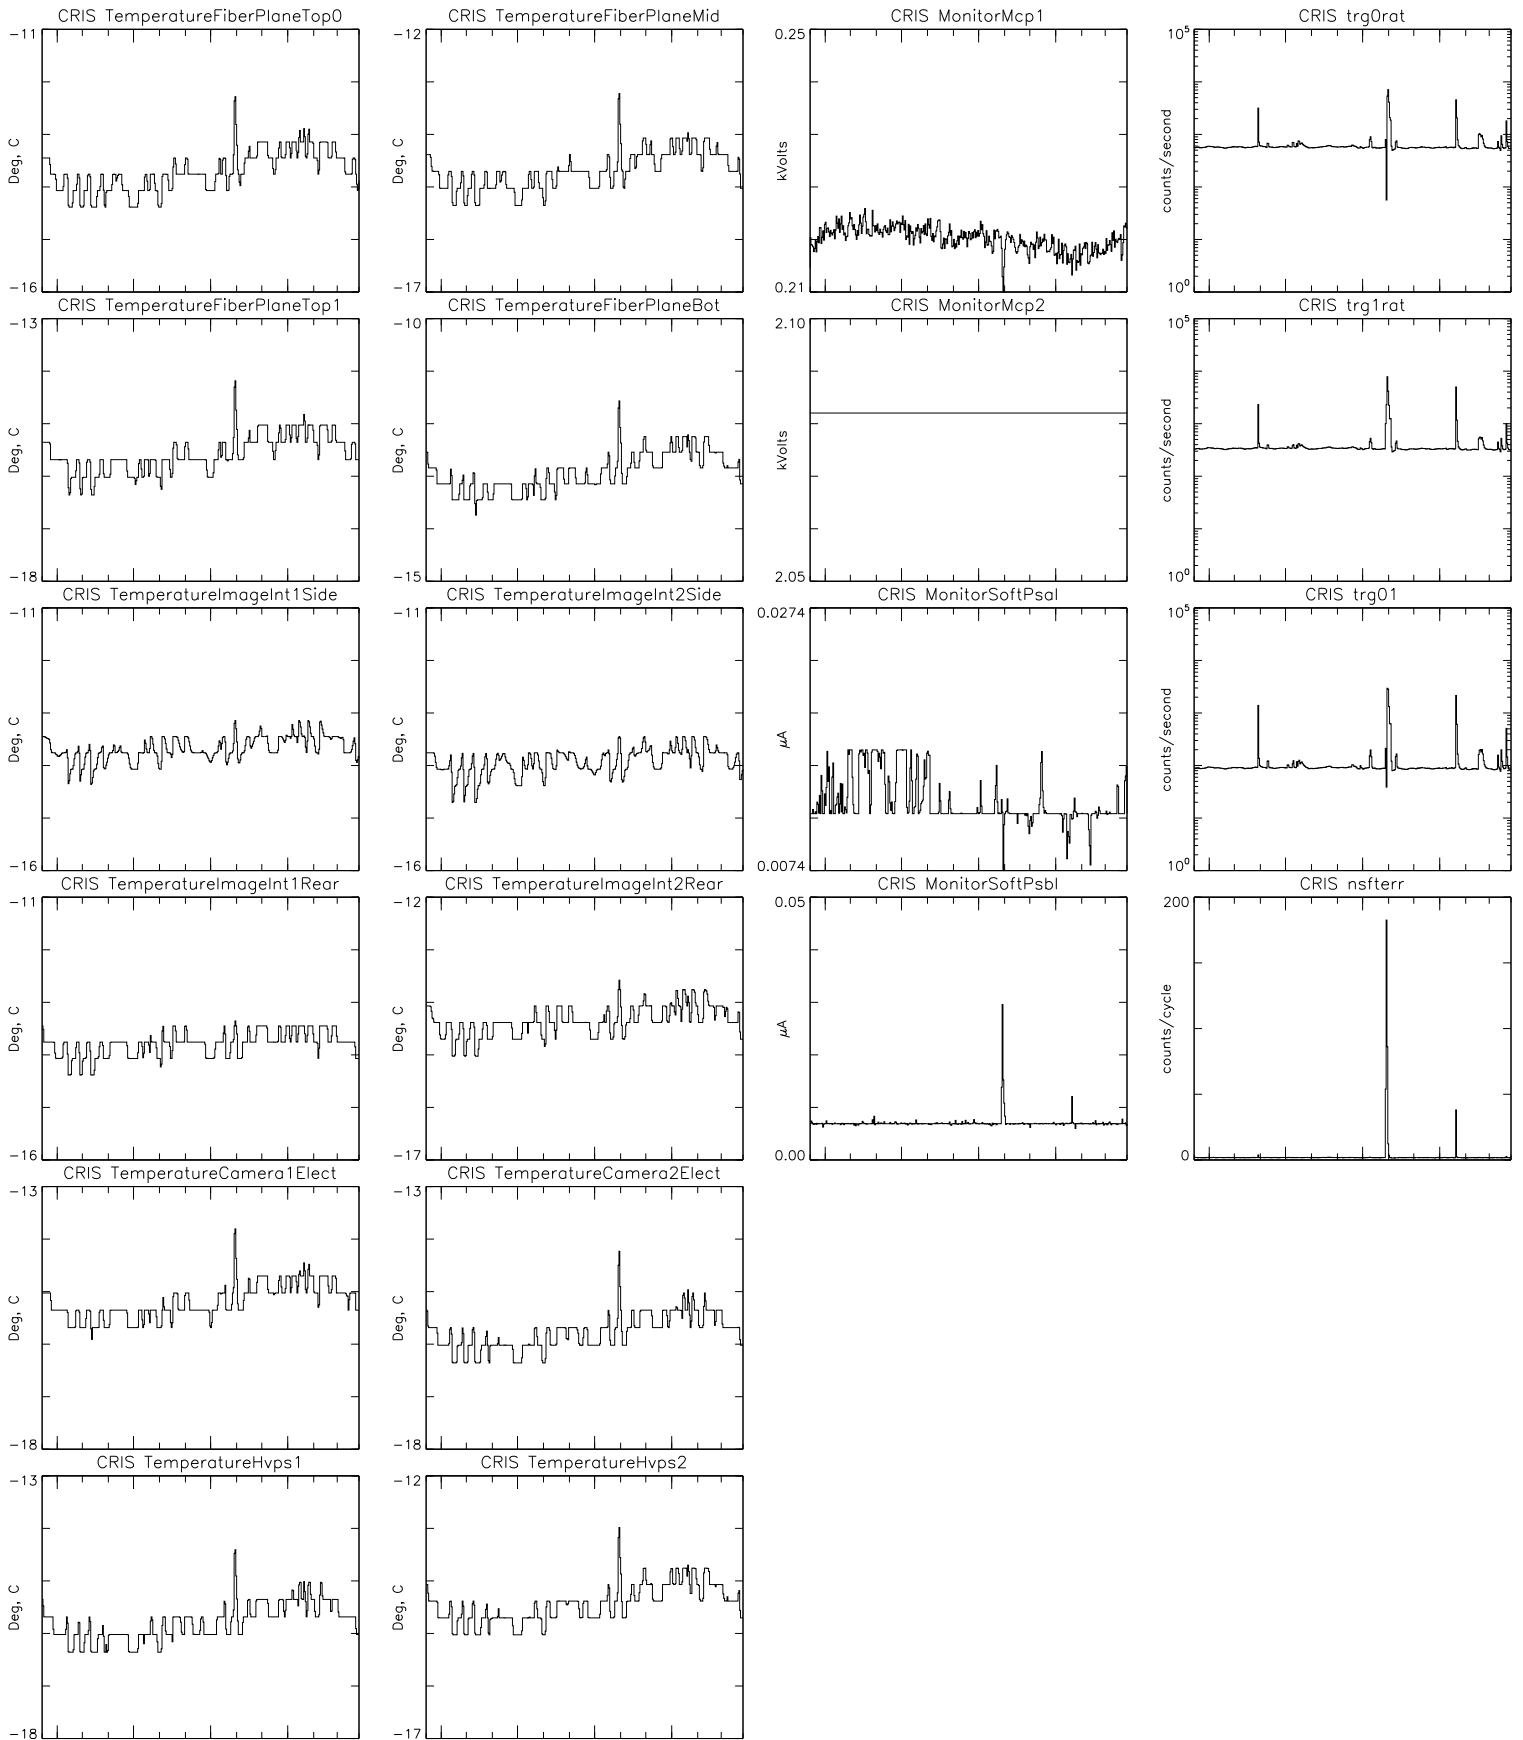 CRIS TemperatureFiberPlaneTop0
-11
Deg, C
-16
CRIS TemperatureFiberPlaneMid
-12
Deg, C
-17
CRIS MonitorMcp1
0.25
kVolts
0.21
CRIS trg0rat
10^5
counts/second
10^0
CRIS TemperatureFiberPlaneTop1
-13
Deg, C
-18
CRIS TemperatureFiberPlaneBot
-10
Deg, C
-15
CRIS MonitorMcp2
2.10
kVolts
2.05
CRIS trg1rat
10^5
counts/second
10^0
CRIS TemperatureImageInt1Side
-11
Deg, C
-16
CRIS TemperatureImageInt2Side
-11
Deg, C
-16
CRIS MonitorSoftPsaI
0.0274
μA
0.0074
CRIS trg01
10^5
counts/second
10^0
CRIS TemperatureImageInt1Rear
-11
Deg, C
-16
CRIS TemperatureImageInt2Rear
-12
Deg, C
-17
CRIS MonitorSoftPsbI
0.05
μA
0.00
CRIS nsfterr
200
counts/cycle
0
CRIS TemperatureCamera1Elect
-13
Deg, C
-18
CRIS TemperatureCamera2Elect
-13
Deg, C
-18
CRIS TemperatureHvps1
-13
Deg, C
-18
CRIS TemperatureHvps2
-12
Deg, C
-17